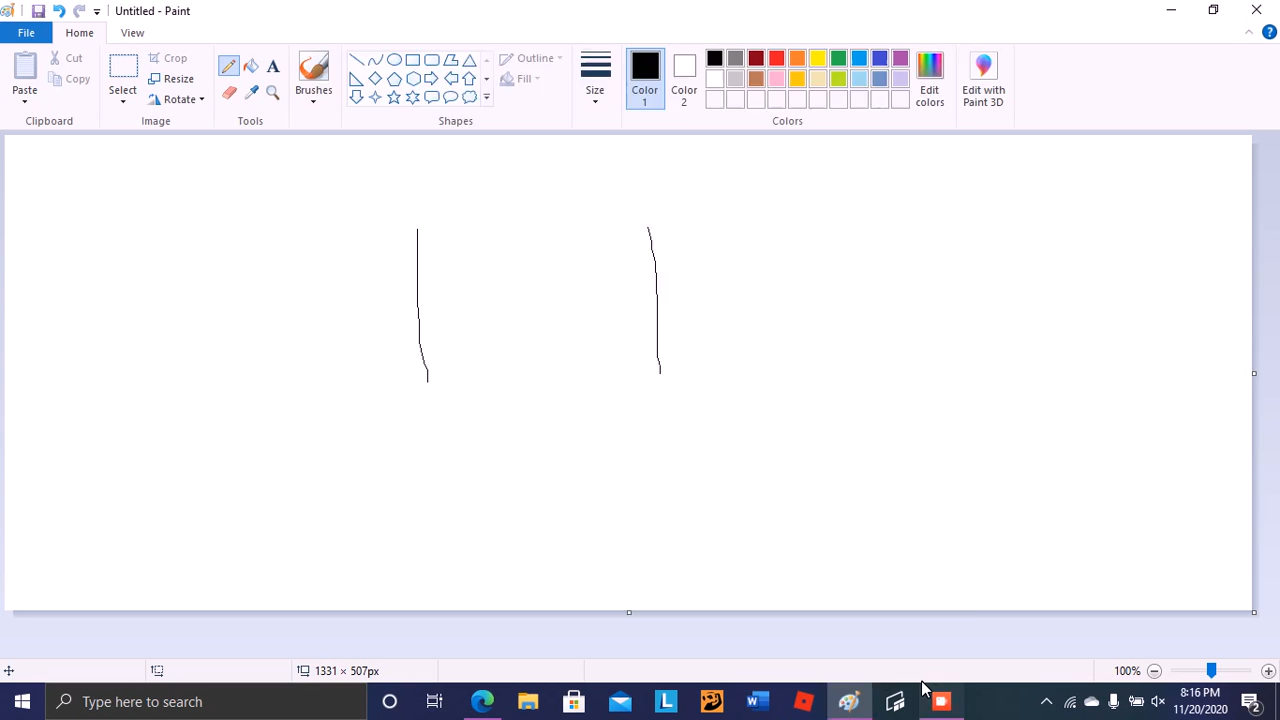 Untitled - Paint
File Home View
Paste
Cut
Copy
Clipboard
Select
Crop
Resize
Rotate
Image
A
Tools
Brushes
Shapes
Outline
Fill
Size
Color 1
Color 2
Colors
Edit colors
Edit with Paint 3D
1331 × 507px
100%
Type here to search
L
W
8:16 PM
11/20/2020
2